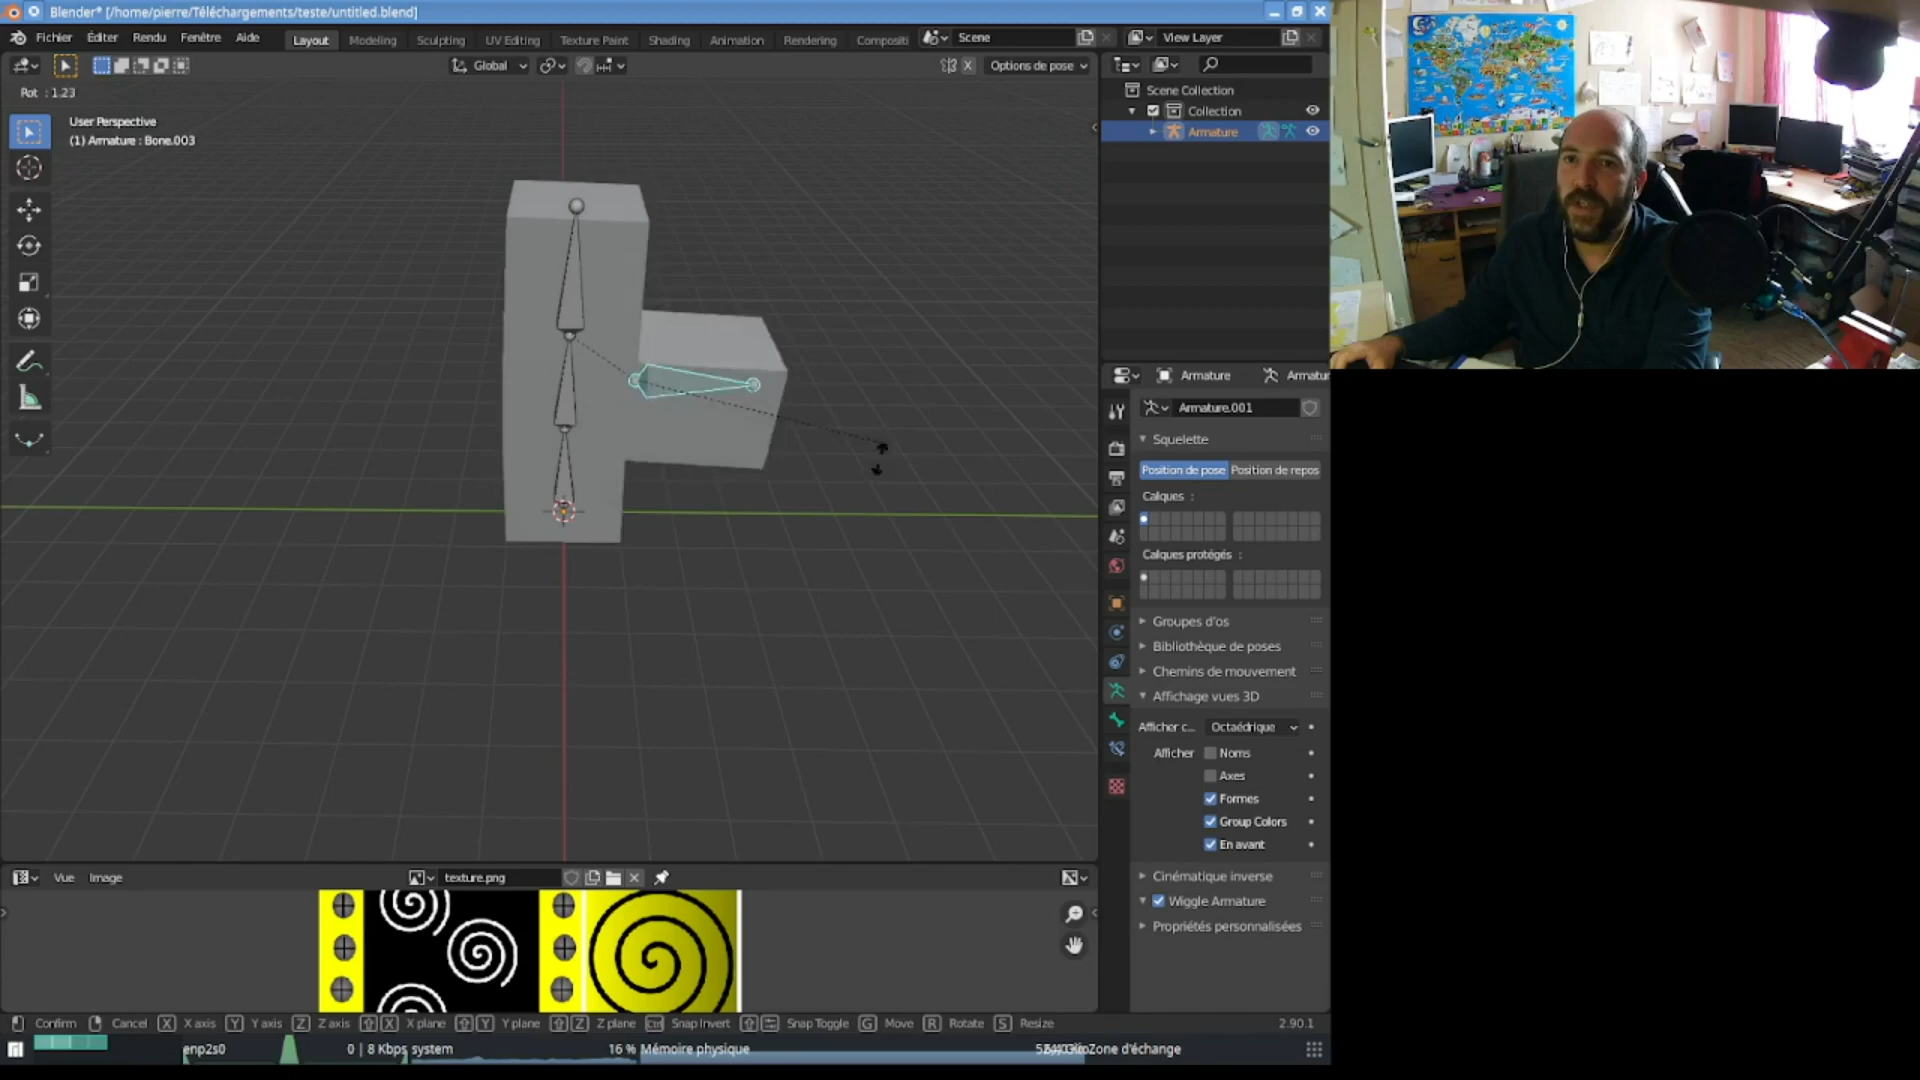 Blender* [/home/pierre/Téléchargements/teste/untitled.blend]
Fichier Éditer Rendu Fenêtre Aide Layout Modeling Sculpting UV Editing Texture Paint Shading Animation Rendering Compositi Scene View Layer
Global Options de pose
Rot : 1.23
User Perspective
(1) Armature : Bone.003
Scene Collection
Collection
Armature
Armature Armatur
Armature.001
Squelette
Position de pose Position de repos
Calques :
Calques protégés :
Groupes d'os
Bibliothèque de poses
Chemins de mouvement
Affichage vues 3D
Afficher c... Octaédrique
Afficher Noms
Axes
Formes
Group Colors
En avant
Cinématique inverse
Wiggle Armature
Propriétés personnalisées
Vue Image texture.png
Confirm Cancel X X axis Y Y axis Z Z axis X X plane Y Y plane Z Z plane Ctrl Snap Invert Snap Toggle G Move R Rotate S Resize 2.90.1
enp2s0 0 | 8 Kbps system 16 % Mémoire physique Zone d'échange